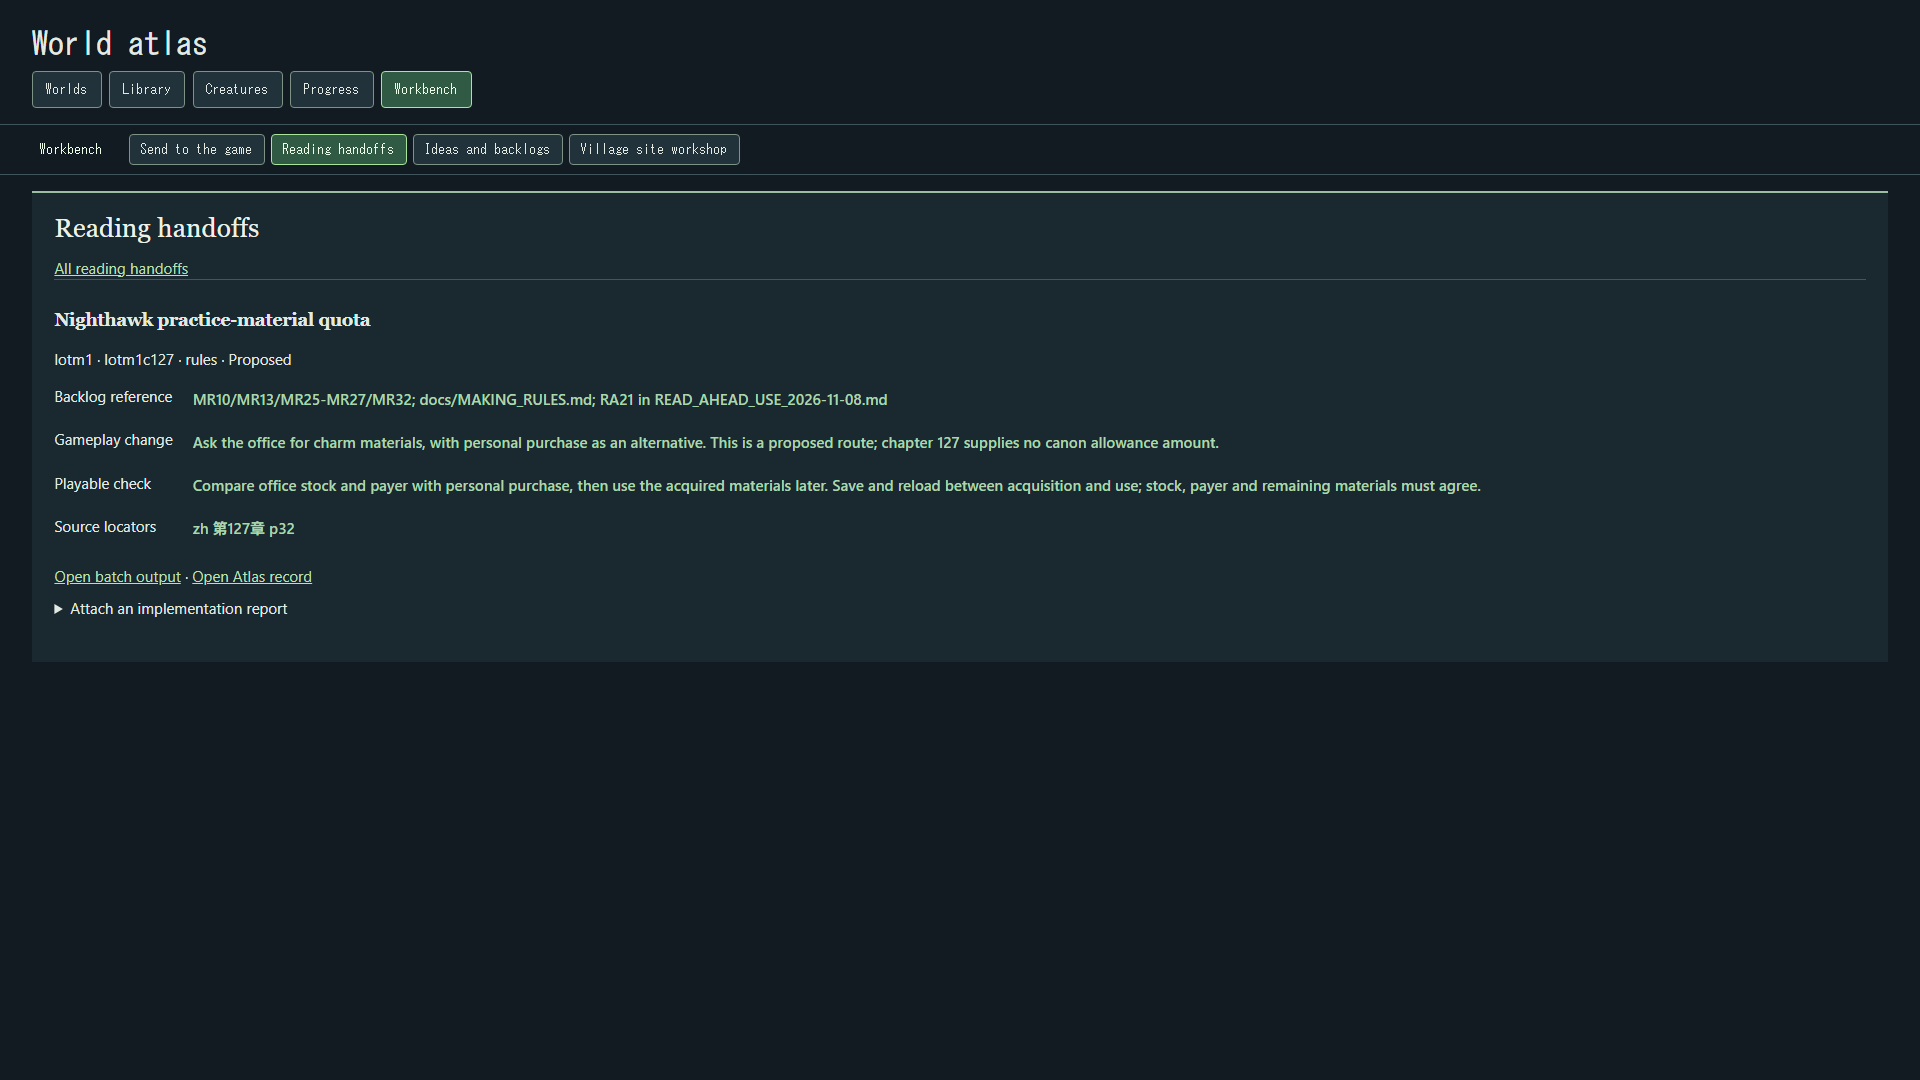 World atlas
Worlds Library Creatures Progress Workbench
Workbench Send to the game Reading handoffs Ideas and backlogs Village site workshop
Reading handoffs
All reading handoffs
Nighthawk practice-material quota
lotm1 · lotm1c127 · rules · Proposed
Backlog reference MR10/MR13/MR25-MR27/MR32; docs/MAKING_RULES.md; RA21 in READ_AHEAD_USE_2026-11-08.md
Gameplay change Ask the office for charm materials, with personal purchase as an alternative. This is a proposed route; chapter 127 supplies no canon allowance amount.
Playable check Compare office stock and payer with personal purchase, then use the acquired materials later. Save and reload between acquisition and use; stock, payer and remaining materials must agree.
Source locators zh 第127章 p32
Open batch output · Open Atlas record
▶ Attach an implementation report